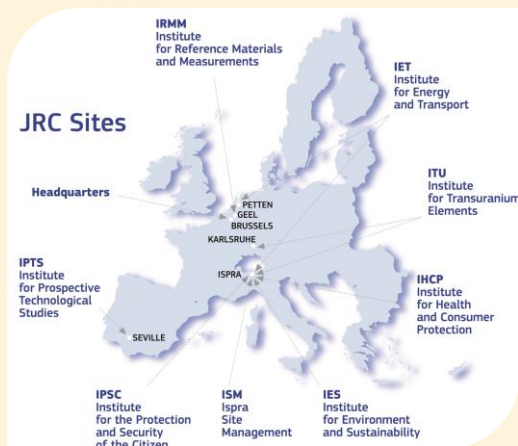 IRMM
Institute
for Reference Materials
and Measurements
IET
Institute
for Energy
and Transport
JRC Sites
ITU
Institute
for Transuranium
Elements
Headquarters
PETTEN
GEEL
BRUSSELS
KARLSRUHE
IPTS
Institute
for Prospective
Technological
Studies
ISPRA
IHCP
Institute
for Health
and Consumer
Protection
SEVILLE
IPSC
Institute
for the Protection
and Security
of the Citizen
ISM
Ispra
Site
Management
IES
Institute
for Environment
and Sustainability